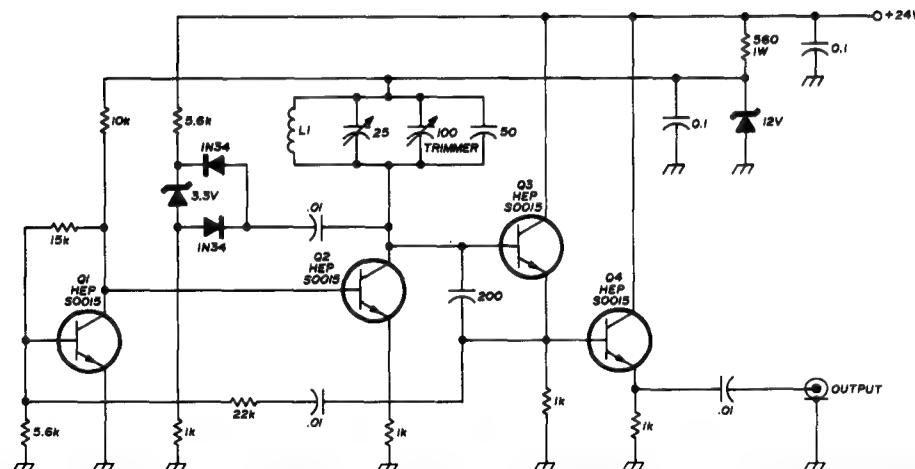 +24V
560
1W
0.1
0.1
12V
10k
5.6k
1N34
3.3V
1N34
L1
25
100
TRIMMER
50
.01
15k
Q1
HEP
S0015
Q2
HEP
S0015
Q3
HEP
S0015
200
Q4
HEP
S0015
22k
.01
5.6k
1k
1k
1k
1k
.01
OUTPUT